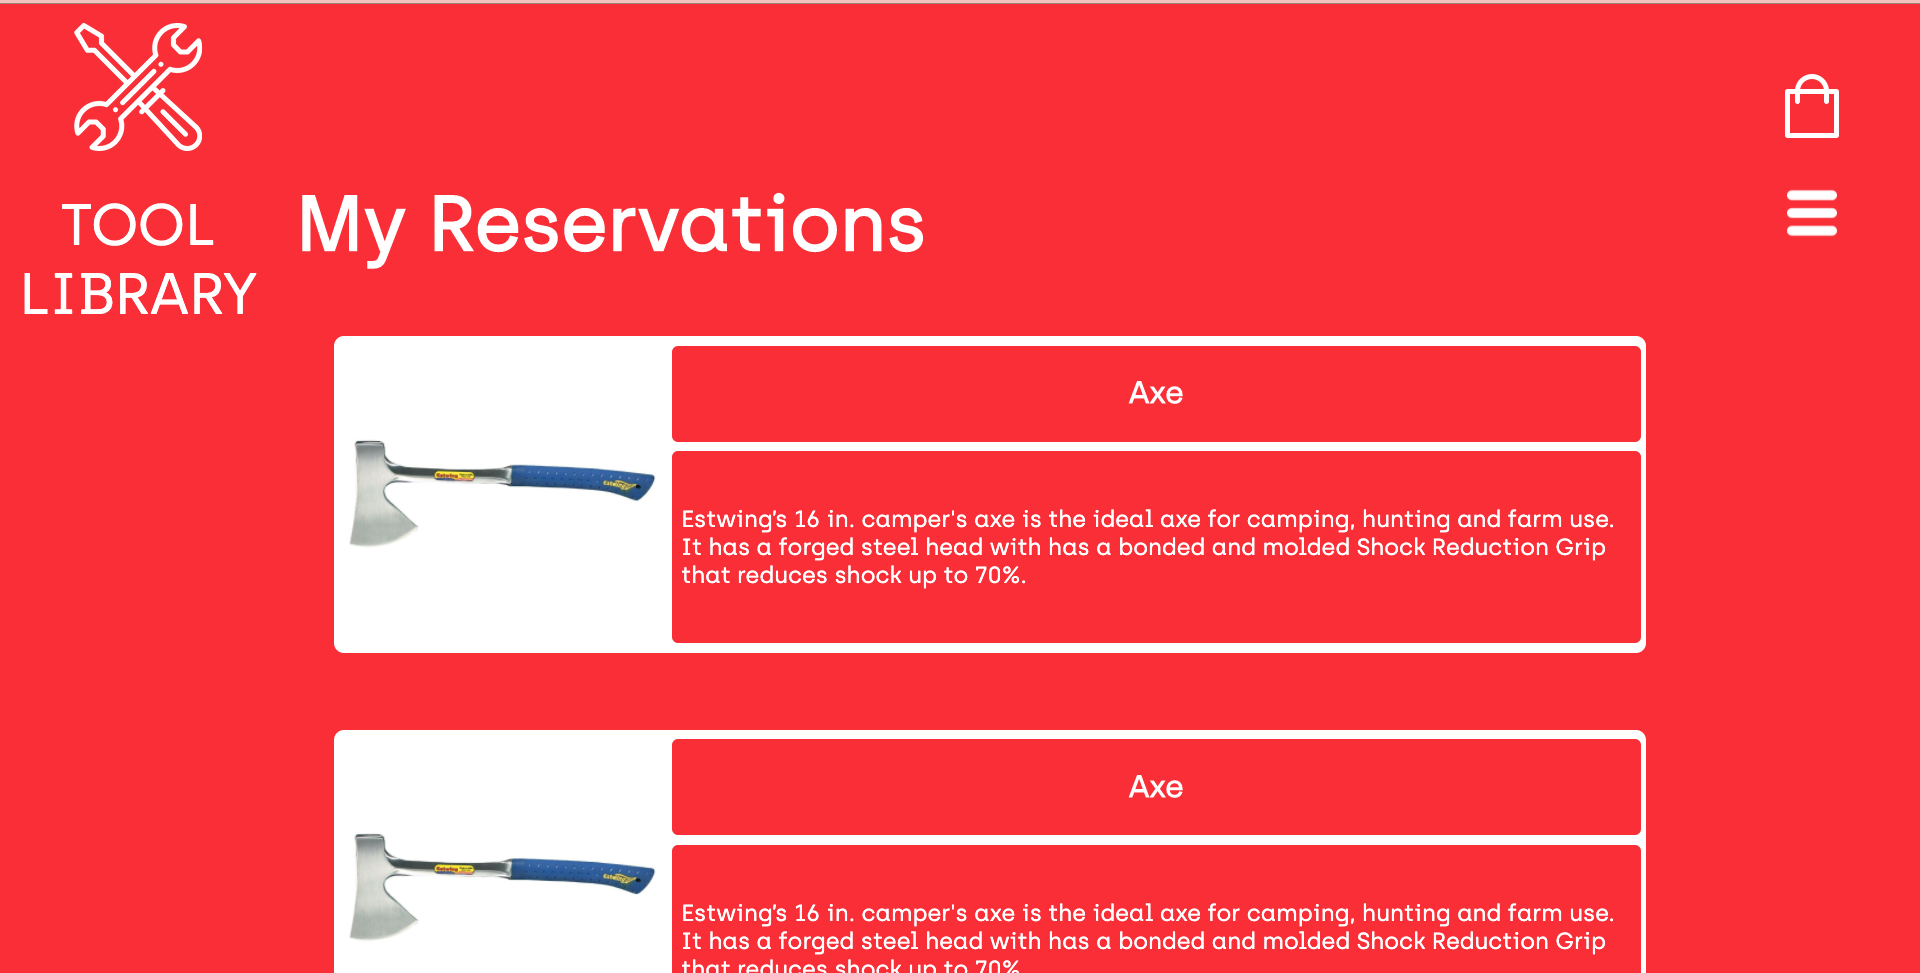 TOOL
LIBRARY
My Reservations
Axe
Estwing
Estwing’s 16 in. camper's axe is the ideal axe for camping, hunting and farm use.
It has a forged steel head with has a bonded and molded Shock Reduction Grip
that reduces shock up to 70%.
Axe
Estwing
Estwing’s 16 in. camper's axe is the ideal axe for camping, hunting and farm use.
It has a forged steel head with has a bonded and molded Shock Reduction Grip
that reduces shock up to 70%.